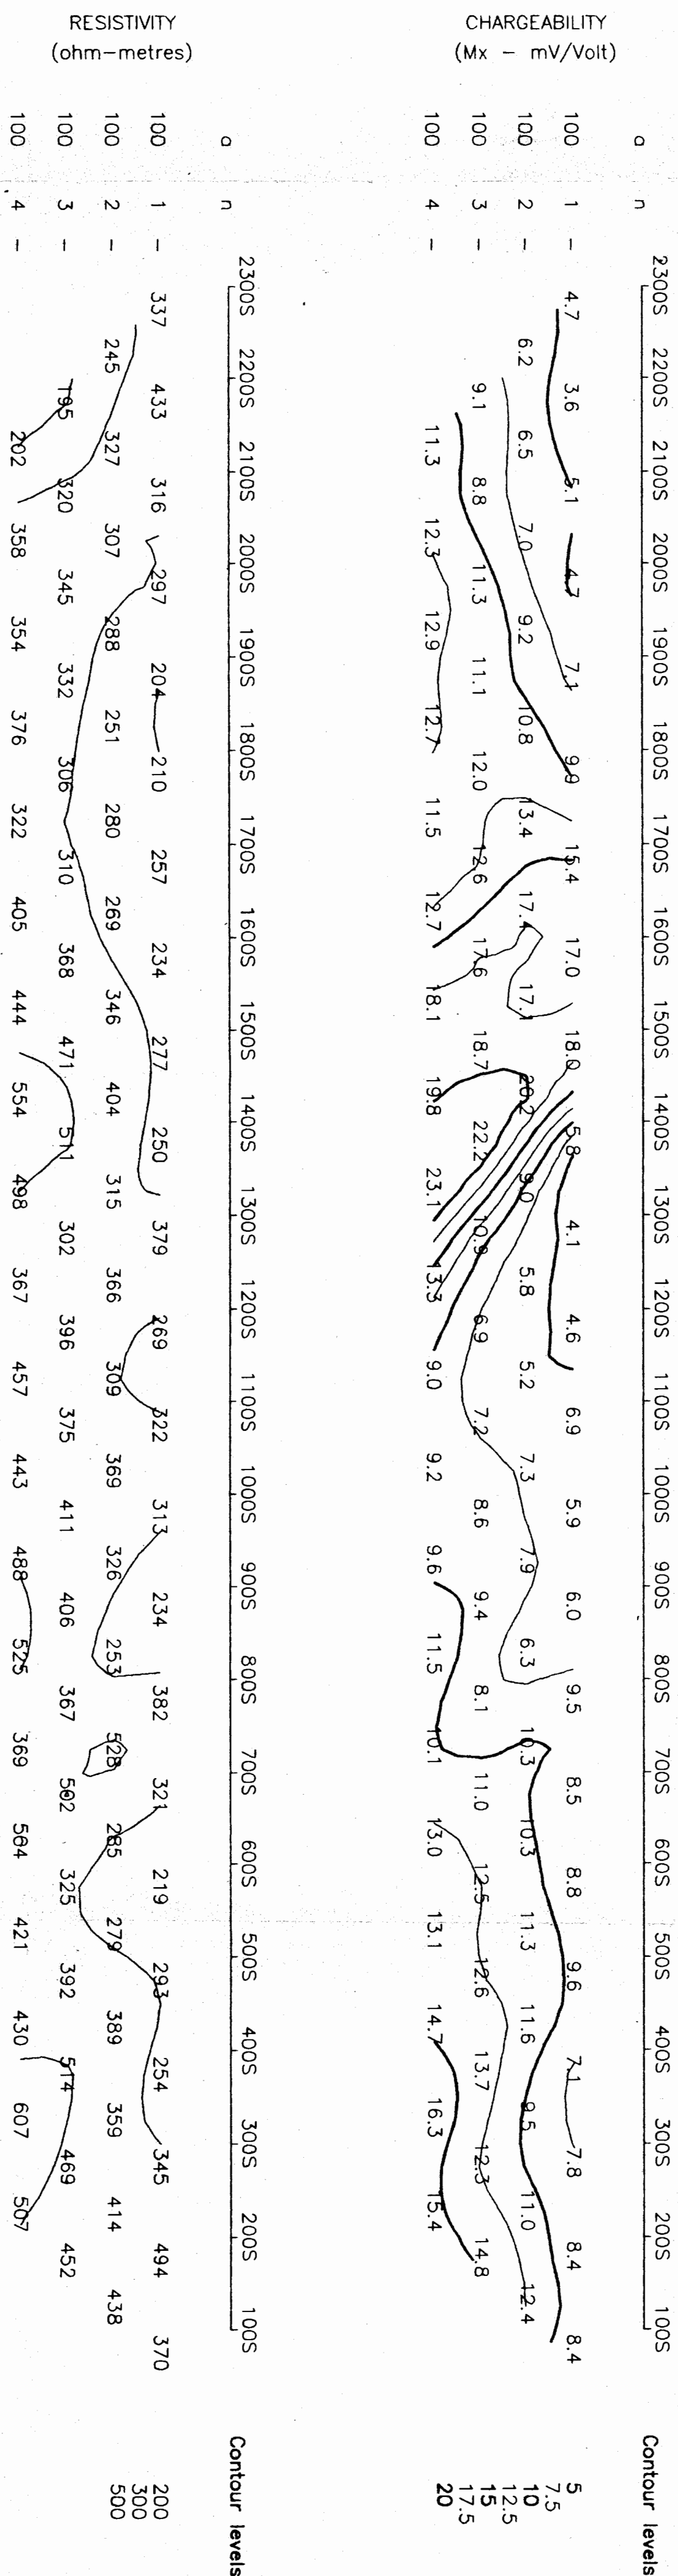 CHARGEABILITY
(Mx - mV/Volt)
a n 2300S 2200S 2100S 2000S 1900S 1800S 1700S 1600S 1500S 1400S 1300S 1200S 1100S 1000S 900S 800S 700S 600S 500S 400S 300S 200S 100S Contour levels
100 1 - 4.7 3.6 5.1 4.7 7.1 9.9 15.4 17.0 18.0 5.8 4.1 4.6 6.9 5.9 6.0 9.5 8.5 8.8 9.6 7.1 7.8 8.4 8.4
100 2 - 6.2 6.5 7.0 9.2 10.8 13.4 17.4 17.1 20.2 9.0 5.8 5.2 7.3 7.9 6.3 10.3 10.3 11.3 11.6 9.5 11.0 12.4
100 3 - 9.1 8.8 11.3 11.1 12.0 12.6 17.6 18.7 22.2 10.9 6.9 7.2 8.6 9.4 8.1 11.0 12.5 12.6 13.7 12.3 14.8
100 4 - 11.3 12.3 12.9 12.7 11.5 12.7 18.1 19.8 23.1 13.3 9.0 9.2 9.6 11.5 10.1 13.0 13.1 14.7 16.3 15.4
5
7.5
10
12.5
15
17.5
20
RESISTIVITY
(ohm-metres)
a n 2300S 2200S 2100S 2000S 1900S 1800S 1700S 1600S 1500S 1400S 1300S 1200S 1100S 1000S 900S 800S 700S 600S 500S 400S 300S 200S 100S Contour levels
100 1 - 337 433 316 297 204 210 257 234 277 250 379 269 322 313 234 382 321 219 293 254 345 494 370
100 2 - 245 327 307 288 251 280 269 346 404 315 366 309 369 326 253 528 285 279 389 359 414 438
100 3 - 195 320 345 332 306 310 368 471 511 302 396 375 411 406 367 502 325 392 514 469 452
100 4 - 202 358 354 376 322 405 444 554 498 367 457 443 488 525 369 504 421 430 607 507
200
300
500